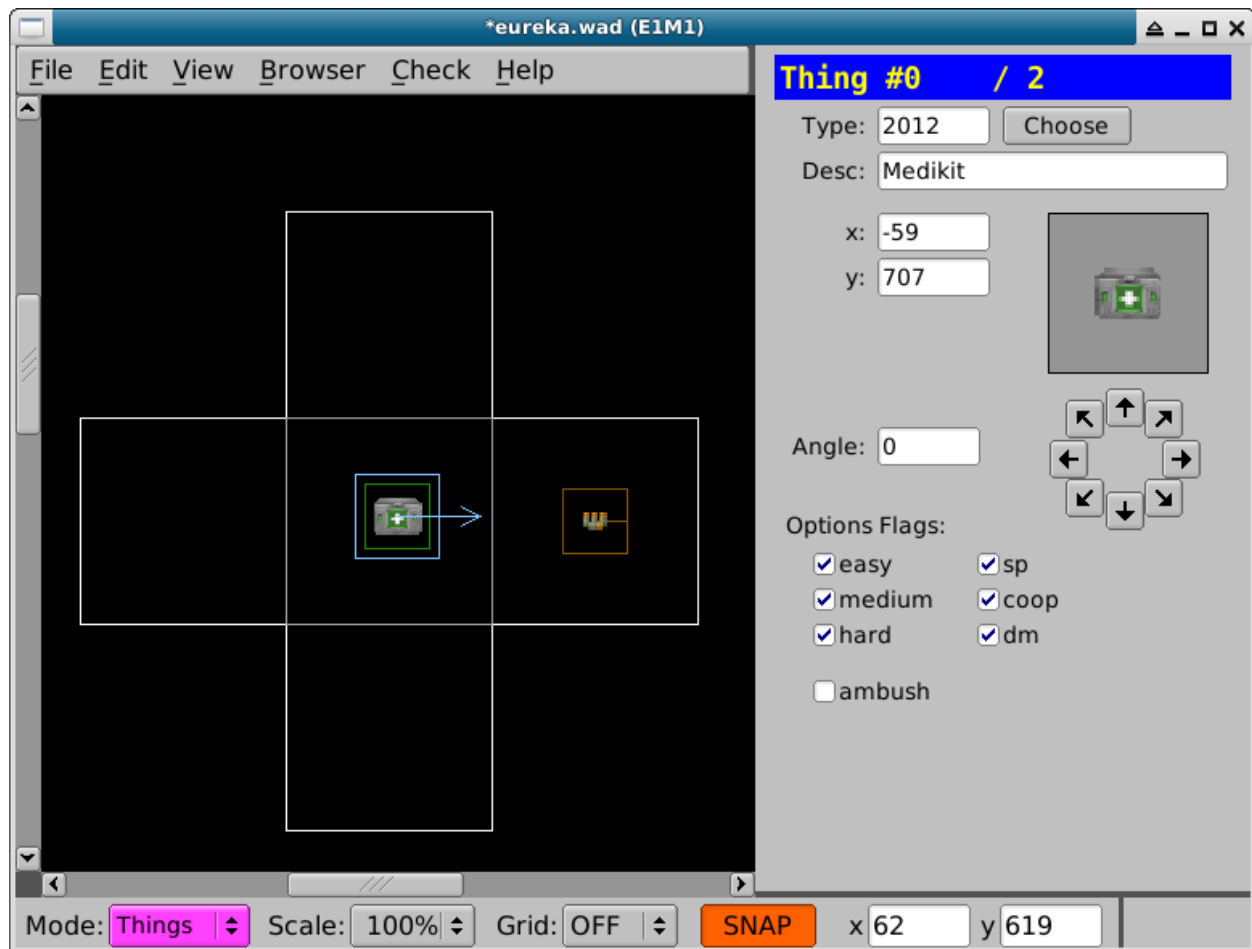 *eureka.wad (E1M1)
File Edit View Browser Check Help
Thing #0 / 2
Type: 2012 Choose
Desc: Medikit
x: -59
y: 707
Angle: 0
Options Flags:
easy sp
medium coop
hard dm
ambush
Mode: Things Scale: 100% Grid: OFF SNAP x 62 y 619